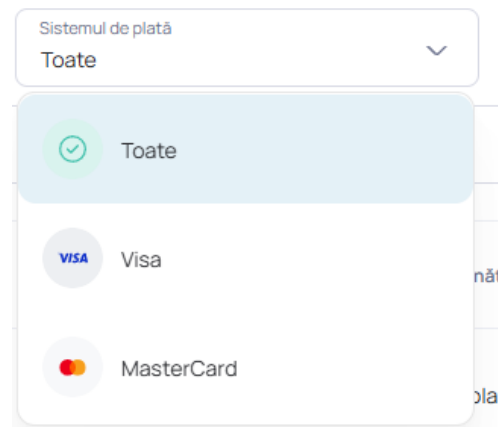 Sistemul de plată
Toate
Toate
VISA Visa
MasterCard